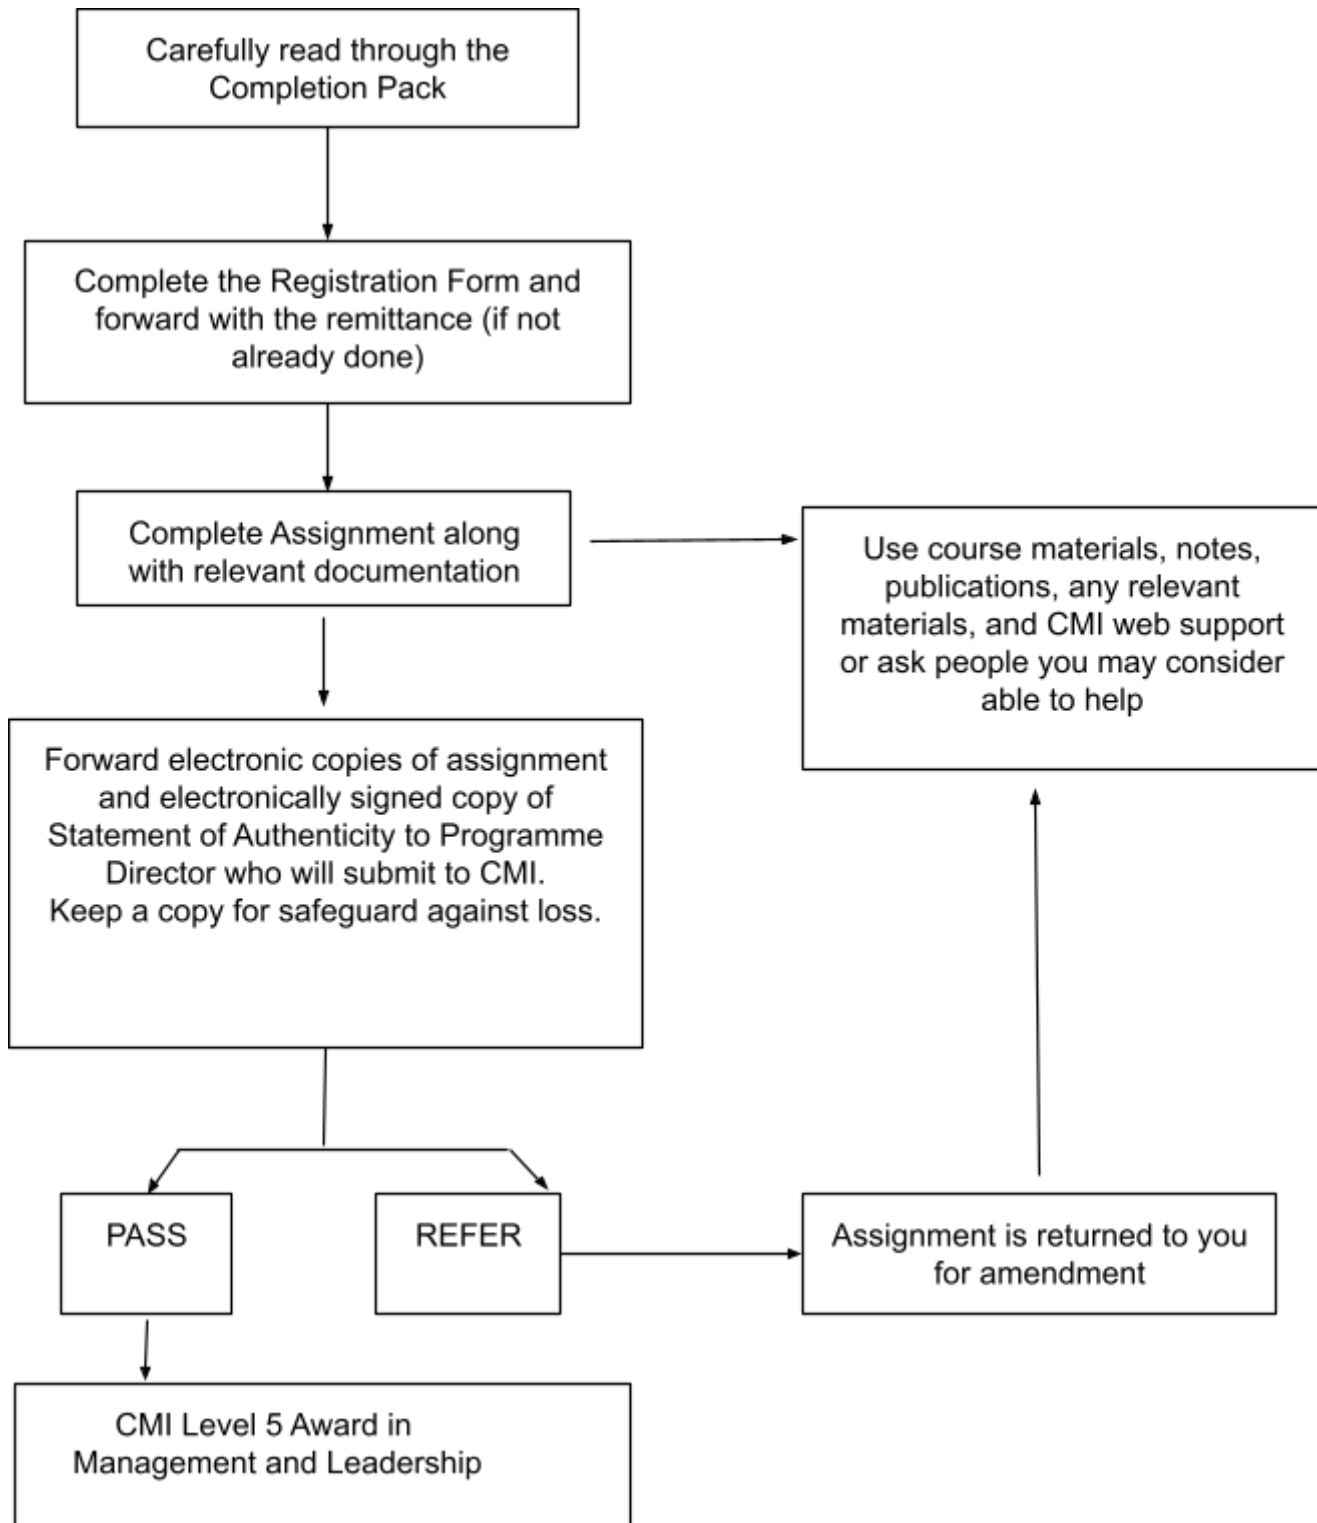 Carefully read through the
Completion Pack
Complete the Registration Form and
forward with the remittance (if not
already done)
Complete Assignment along
with relevant documentation
Use course materials, notes,
publications, any relevant
materials, and CMI web support
or ask people you may consider
able to help
Forward electronic copies of assignment
and electronically signed copy of
Statement of Authenticity to Programme
Director who will submit to CMI.
Keep a copy for safeguard against loss.
PASS
REFER
Assignment is returned to you
for amendment
CMI Level 5 Award in
Management and Leadership